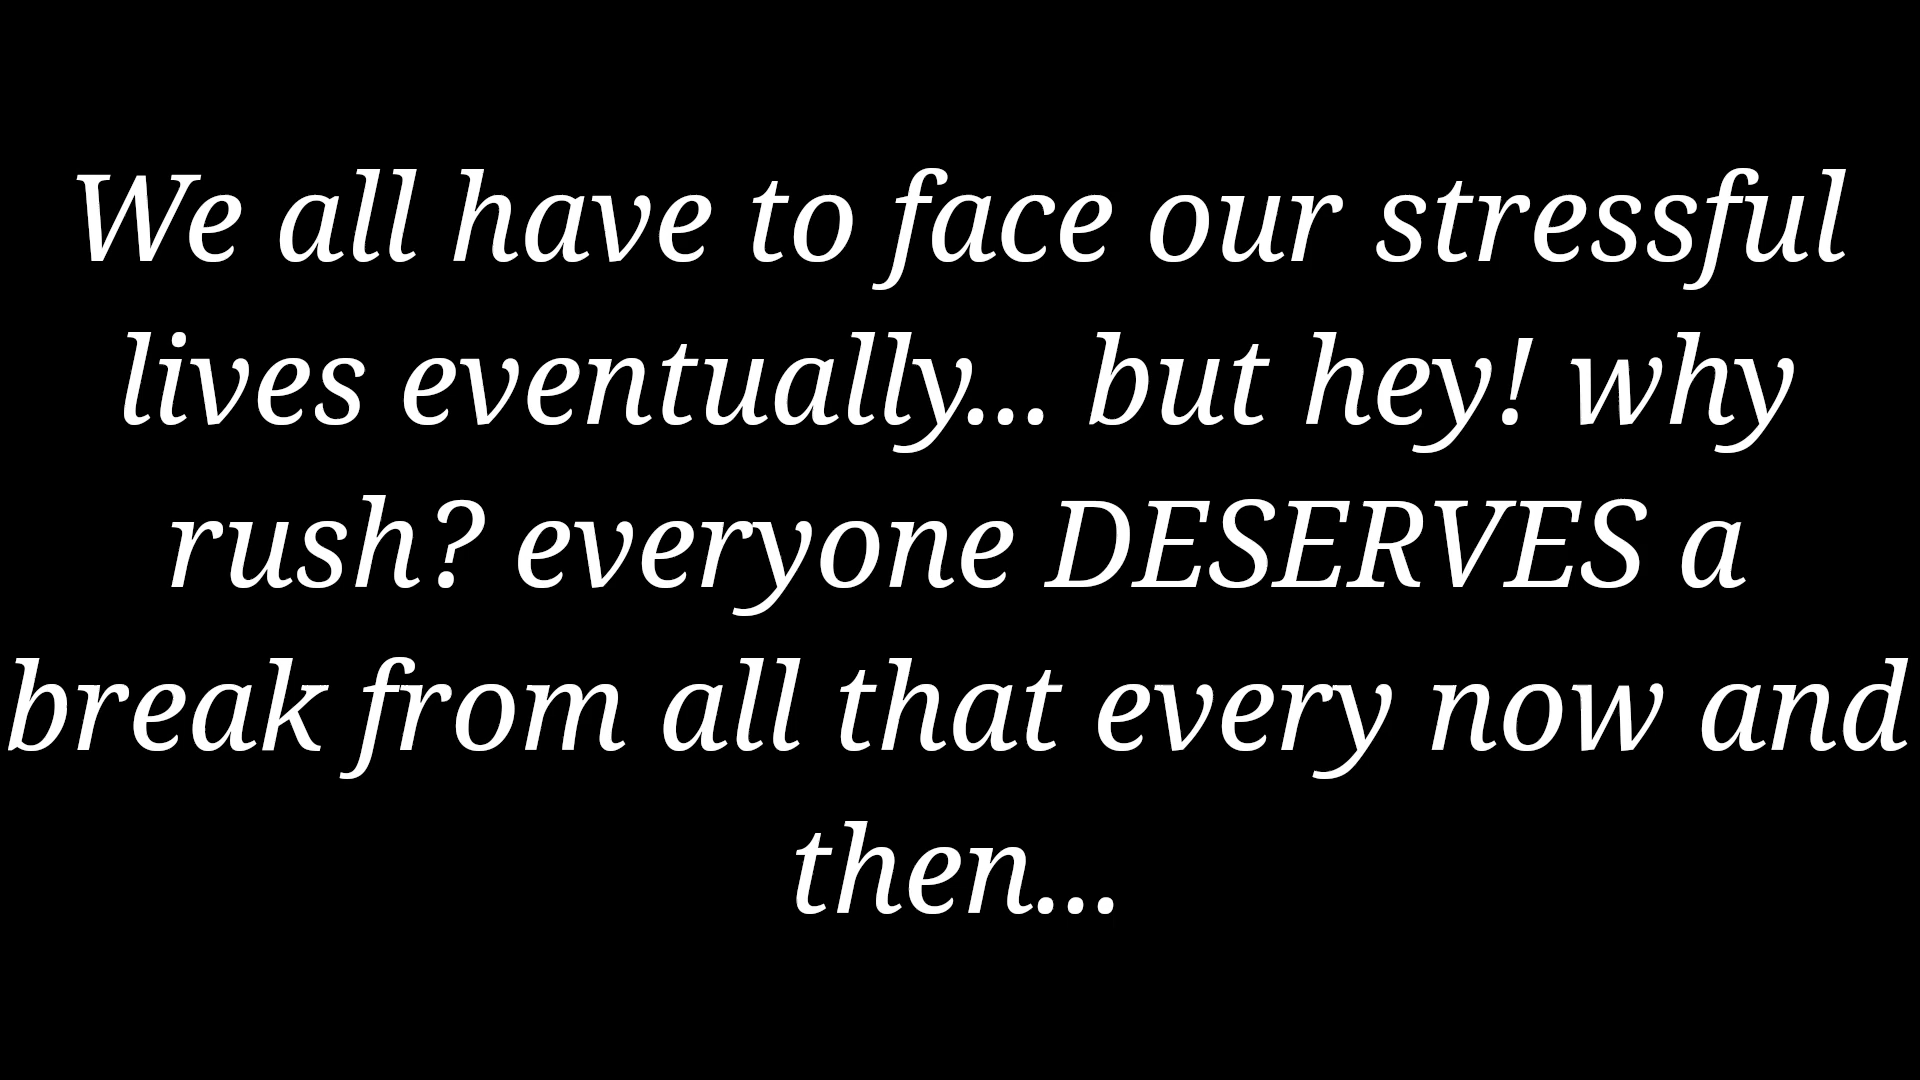 We all have to face our stressful
lives eventually... but hey! why
rush? everyone DESERVES a
break from all that every now and
then...